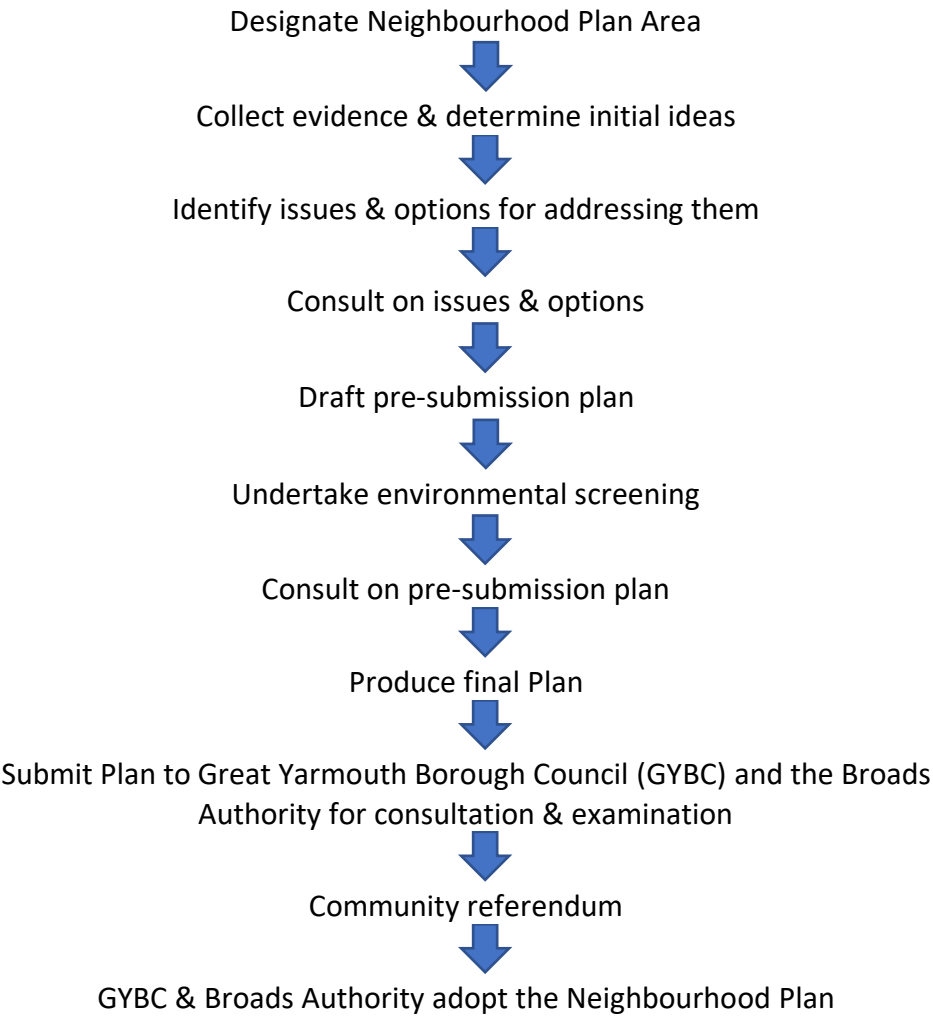 Designate Neighbourhood Plan Area
Collect evidence & determine initial ideas
Identify issues & options for addressing them
Consult on issues & options
Draft pre-submission plan
Undertake environmental screening
Consult on pre-submission plan
Produce final Plan
Submit Plan to Great Yarmouth Borough Council (GYBC) and the Broads
Authority for consultation & examination
Community referendum
GYBC & Broads Authority adopt the Neighbourhood Plan